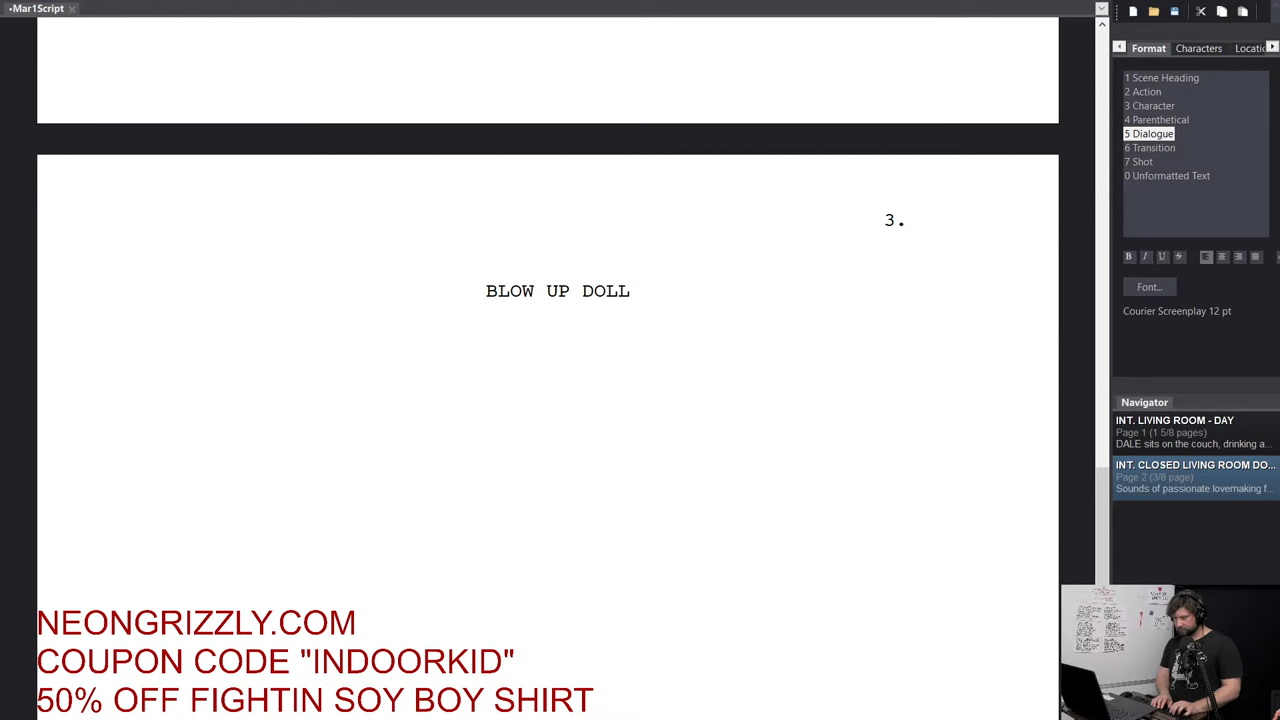 •Mar1Script
Format
Characters
Locatio
1 Scene Heading
2 Action
3 Character
4 Parenthetical
5 Dialogue
6 Transition
7 Shot
0 Unformatted Text
3.
B I U S
BLOW UP DOLL
Font...
Courier Screenplay 12 pt
Navigator
INT. LIVING ROOM - DAY
Page 1 (1 5/8 pages)
DALE sits on the couch, drinking a...
INT. CLOSED LIVING ROOM DO...
Page 2 (3/8 page)
Sounds of passionate lovemaking f...
NEONGRIZZLY.COM
COUPON CODE "INDOORKID"
50% OFF FIGHTIN SOY BOY SHIRT